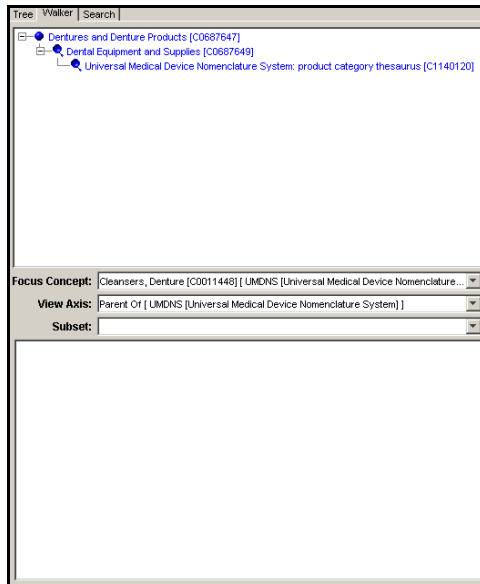 Tree Walker Search
Dentures and Denture Products [C0687647]
Dental Equipment and Supplies [C0687649]
Universal Medical Device Nomenclature System: product category thesaurus [C1140120]
Focus Concept: Cleansers, Denture [C0011448] [ UMDNS [Universal Medical Device Nomenclature...
View Axis: Parent Of [ UMDNS [Universal Medical Device Nomenclature System] ]
Subset: